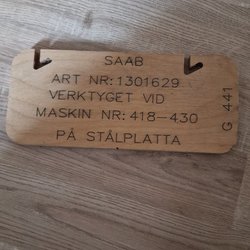 SAAB
ART NR:1301629.
VERKTYGET VID
MASKIN NR:418-430
PÅ STÅLPLATTA
G 441